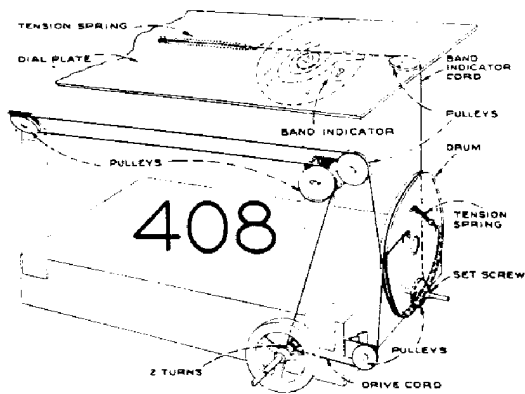 TENSION SPRING
DIAL PLATE
BAND
INDICATOR
CORD
PULLEYS
BAND INDICATOR
DRUM
PULLEYS
408
TENSION
SPRING
SET SCREW
PULLEYS
2 TURNS
DRIVE CORD